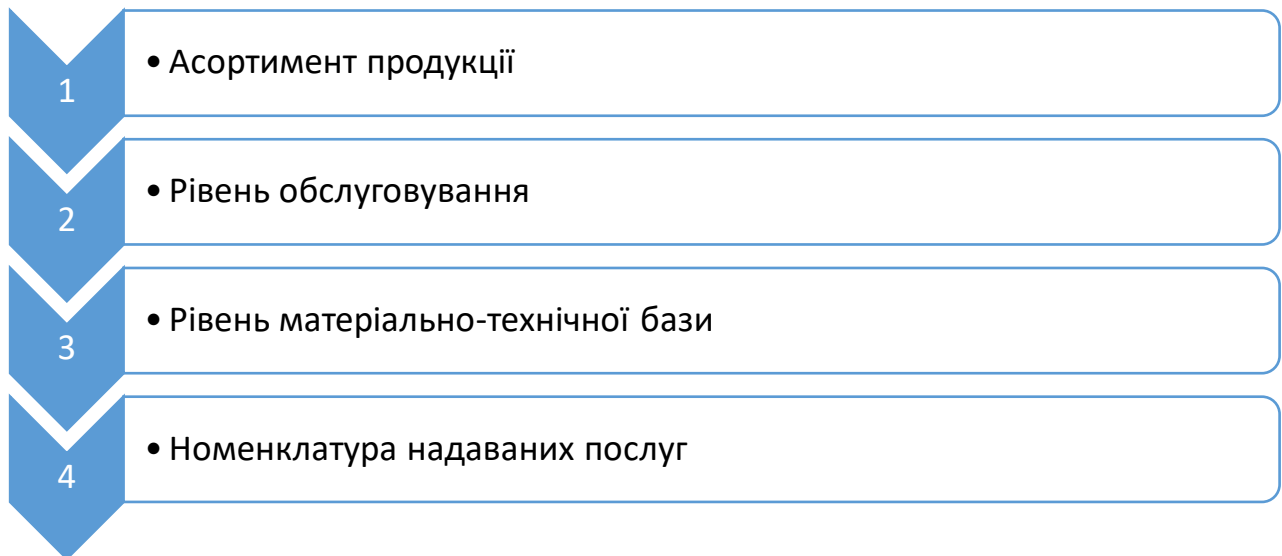 1
• Асортимент продукції
2
• Рівень обслуговування
3
• Рівень матеріально-технічної бази
4
• Номенклатура надаваних послуг